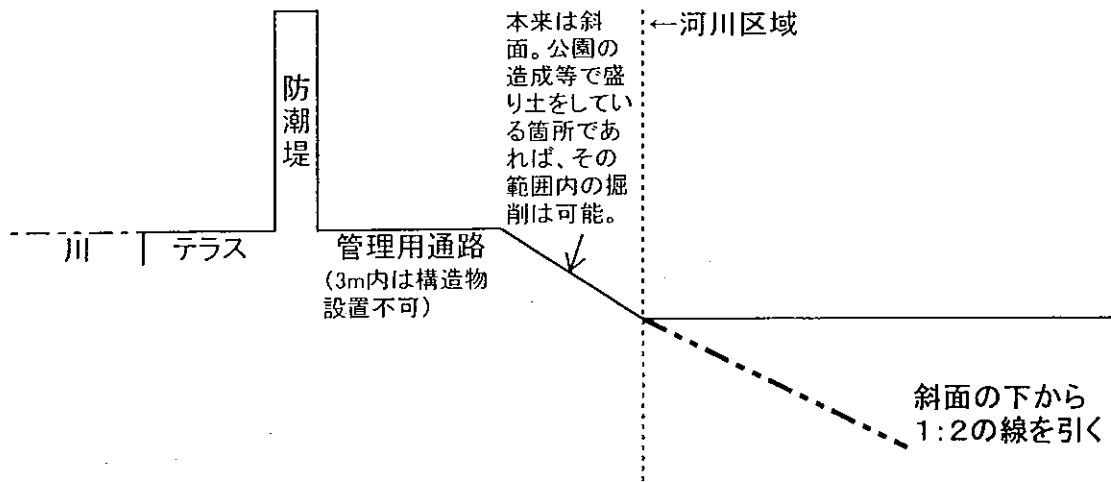 本来は斜
面。公園の
造成等で盛
り土をしてい
る箇所であ
れば、その
範囲内の掘
削は可能。
←河川区域
防潮堤
川
テラス
管理用通路
(3m内は構造物
設置不可)
斜面の下から
1:2の線を引く